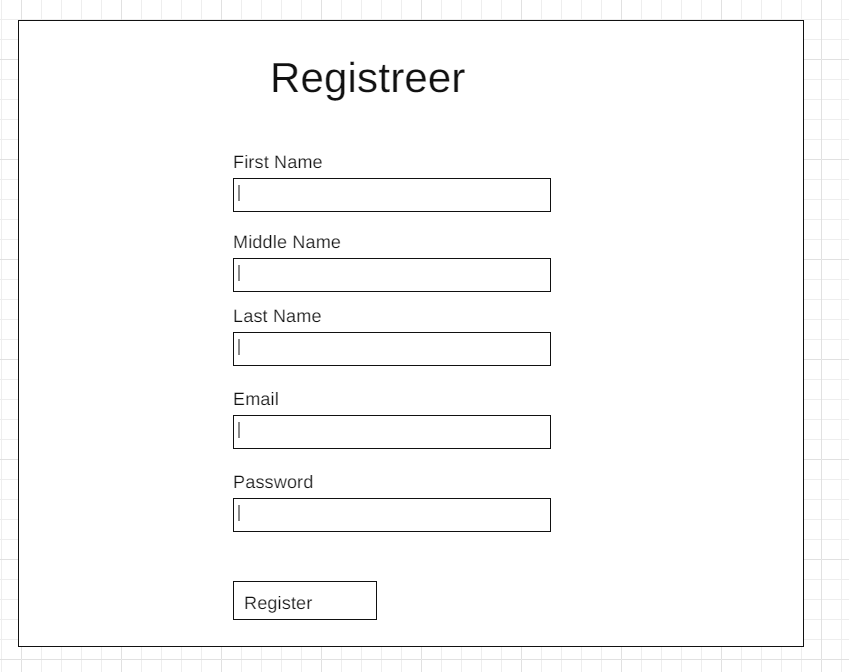 Registreer
First Name
Middle Name
Last Name
Email
Password
Register